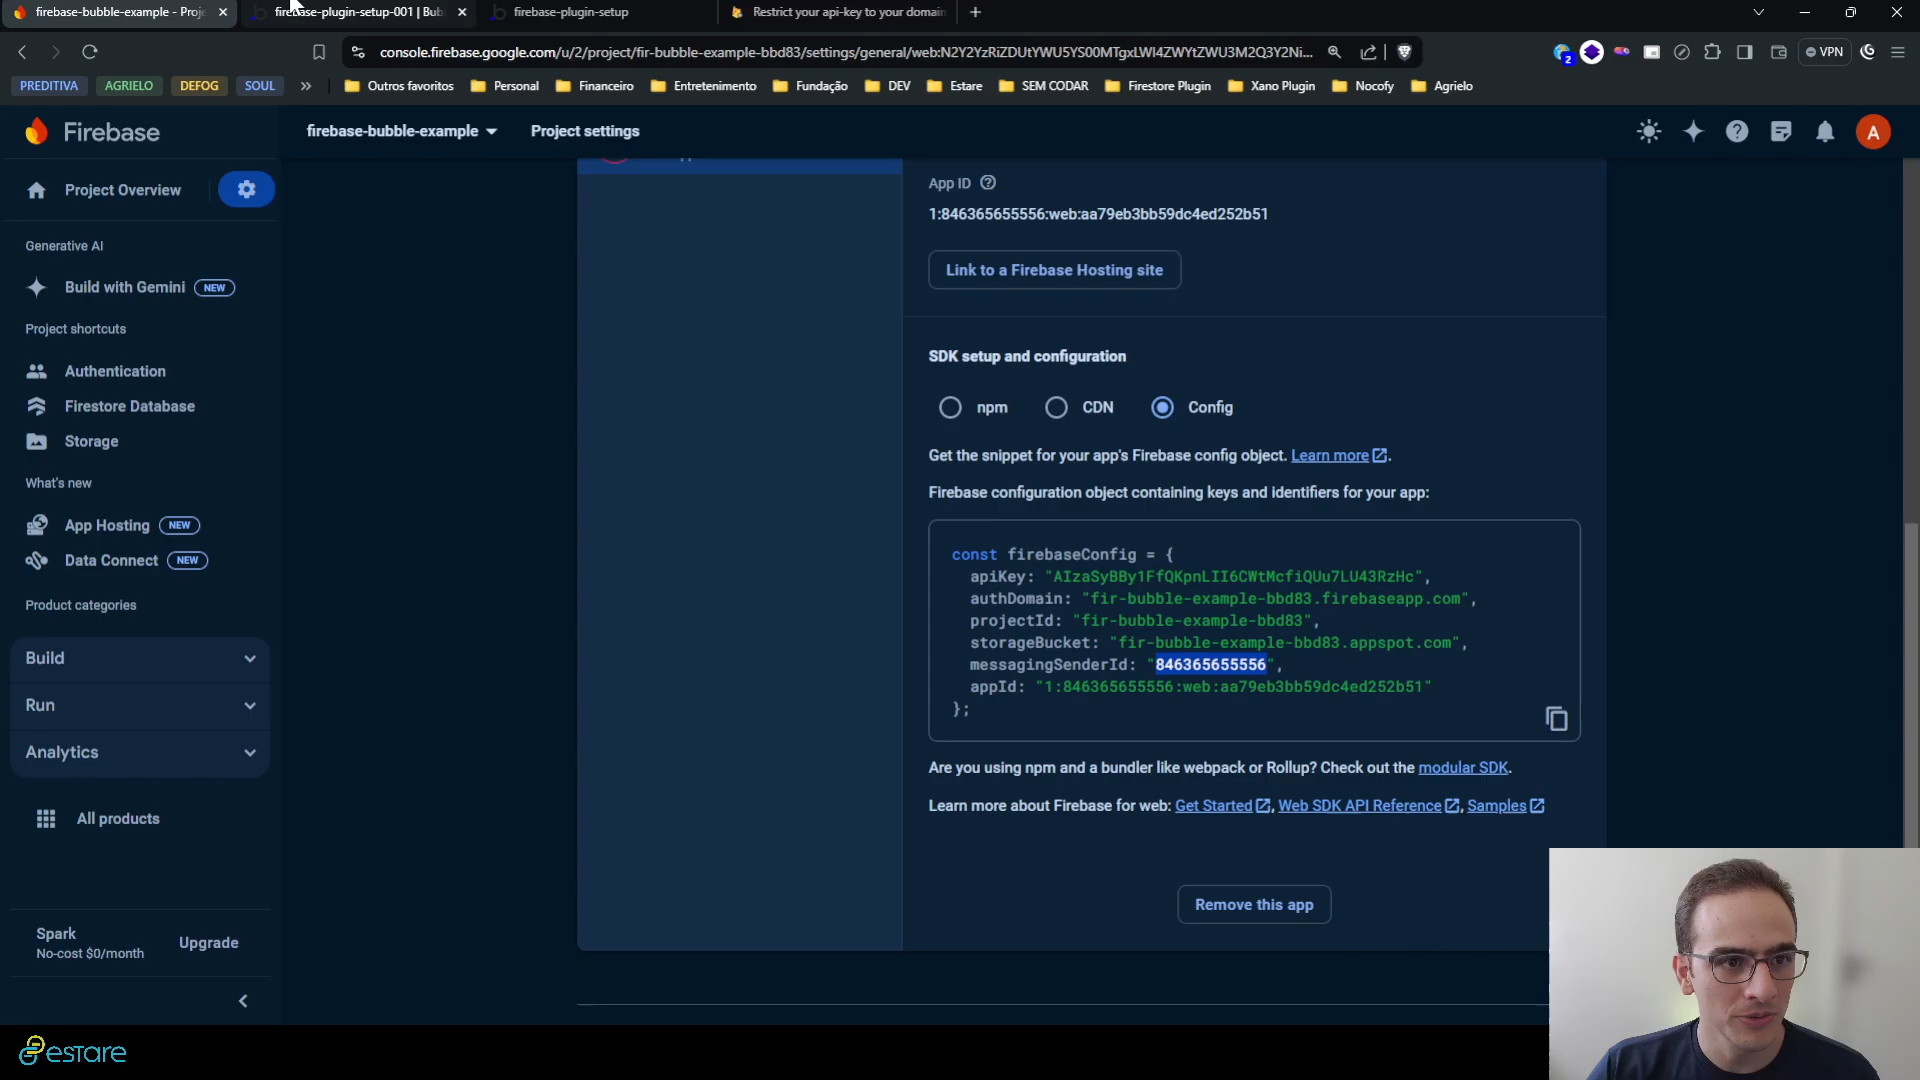 firebase-bubble-example - Proje
firebase-plugin-setup-001 | Bub
firebase-plugin-setup
Restrict your api-key to your domain
console.firebase.google.com/u/2/project/fir-bubble-example-bbd83/settings/general/web:N2Y2YzRiZDUtYWU5YS00MTgxLWI4ZWYtZWU3M2Q3Y2Ni...
2
VPN
PREDITIVA
AGRIELO
DEFOG
SOUL
Outros favoritos
Personal
Financeiro
Entretenimento
Fundação
DEV
Estare
SEM CODAR
Firestore Plugin
Xano Plugin
Nocofy
Agrielo
Firebase
firebase-bubble-example
Project settings
A
Project Overview
Generative AI
Build with Gemini NEW
Project shortcuts
Authentication
Firestore Database
Storage
What's new
App Hosting NEW
Data Connect NEW
Product categories
Build
Run
Analytics
All products
Spark
No-cost $0/month
Upgrade
App ID
1:846365655556:web:aa79eb3bb59dc4ed252b51
Link to a Firebase Hosting site
SDK setup and configuration
npm
CDN
Config
Get the snippet for your app's Firebase config object. Learn more.
Firebase configuration object containing keys and identifiers for your app:
const firebaseConfig = {
apiKey: "AIzaSyBBy1FfQKpnLII6CWtMcfiQUu7LU43RzHc",
authDomain: "fir-bubble-example-bbd83.firebaseapp.com",
projectId: "fir-bubble-example-bbd83",
storageBucket: "fir-bubble-example-bbd83.appspot.com",
messagingSenderId: "846365655556",
appId: "1:846365655556:web:aa79eb3bb59dc4ed252b51"
};
Are you using npm and a bundler like webpack or Rollup? Check out the modular SDK.
Learn more about Firebase for web: Get Started, Web SDK API Reference, Samples
Remove this app
estare